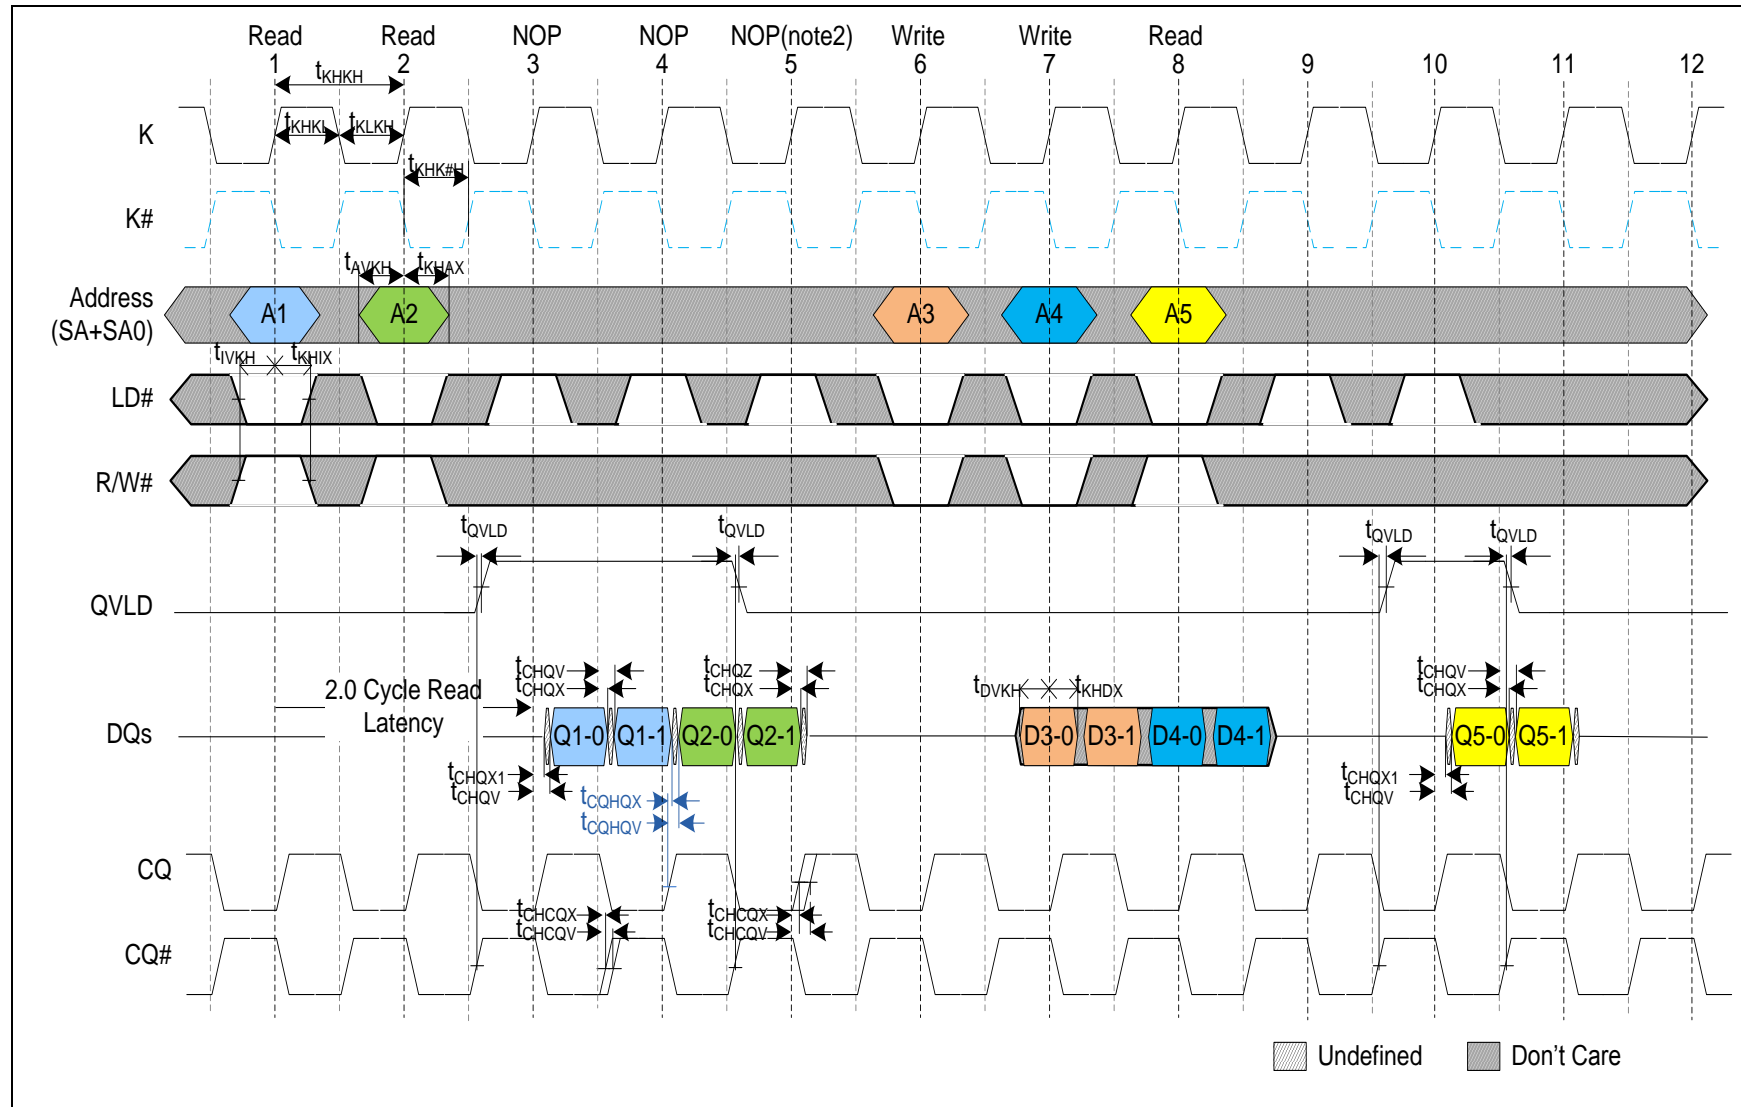 Read Read NOP NOP NOP(note2) Write Write Read
1 2 3 4 5 6 7 8 9 10 11 12
tKHKH
K
tKHKL tKLKH
tKHK#H
K#
tAVKH tKHAX
Address
(SA+SA0)
A1 A2 A3 A4 A5
tIVKH tKHIX
LD#
R/W#
tQVLD tQVLD tQVLD tQVLD
QVLD
tCHQV tCHQZ tCHQV
tCHQX tCHQX tDVKH tKHDX tCHQX
2.0 Cycle Read
Latency
DQs
Q1-0 Q1-1 Q2-0 Q2-1 D3-0 D3-1 D4-0 D4-1 Q5-0 Q5-1
tCHQX1 tCHQX1
tCHQV tCHQV
tCQHQX
tCQHQV
CQ
tCHCQX tCHCQX
tCHCQV tCHCQV
CQ#
Undefined Don't Care